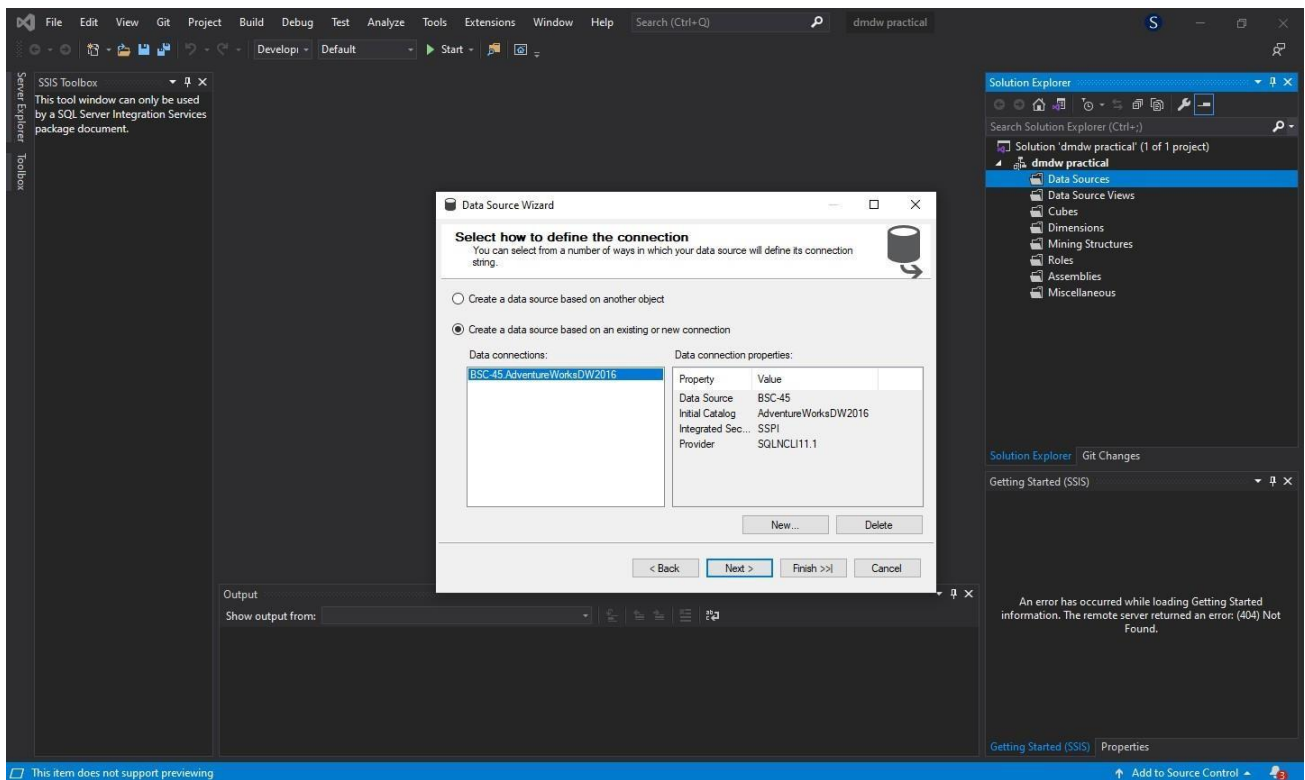 File Edit View Git Project Build Debug Test Analyze Tools Extensions Window Help Search (Ctrl+Q) dmdw practical S
Developi Default Start
Server Explorer
Toolbox
SSIS Toolbox
This tool window can only be used
by a SQL Server Integration Services
package document.
Data Source Wizard
Select how to define the connection
You can select from a number of ways in which your data source will define its connection
string.
Create a data source based on another object
Create a data source based on an existing or new connection
Data connections: Data connection properties:
BSC-45.AdventureWorksDW2016
Property Value
Data Source BSC-45
Initial Catalog AdventureWorksDW2016
Integrated Sec... SSPI
Provider SQLNCLI11.1
New... Delete
< Back Next > Finish >>| Cancel
Output
Show output from:
Solution Explorer
Search Solution Explorer (Ctrl+;)
Solution 'dmdw practical' (1 of 1 project)
dmdw practical
Data Sources
Data Source Views
Cubes
Dimensions
Mining Structures
Roles
Assemblies
Miscellaneous
Solution Explorer Git Changes
Getting Started (SSIS)
An error has occurred while loading Getting Started
information. The remote server returned an error: (404) Not
Found.
Getting Started (SSIS) Properties
This item does not support previewing Add to Source Control 3